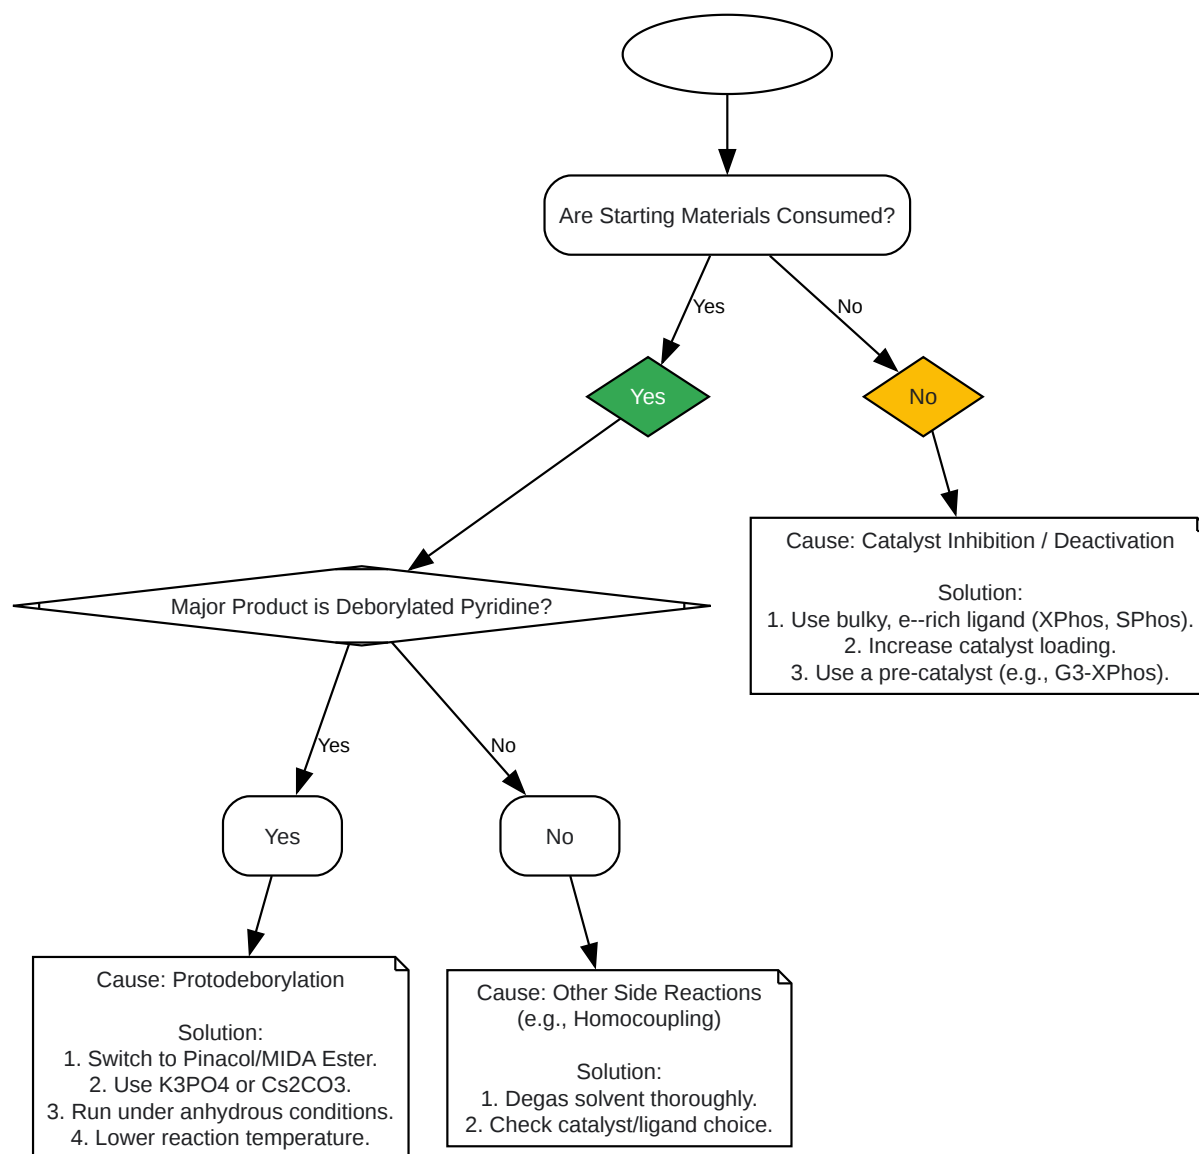 Are Starting Materials Consumed?
Yes
No
Yes
No
Cause: Catalyst Inhibition / Deactivation
Solution:
1. Use bulky, e--rich ligand (XPhos, SPhos).
2. Increase catalyst loading.
3. Use a pre-catalyst (e.g., G3-XPhos).
Major Product is Deborylated Pyridine?
Yes
No
Yes
No
Cause: Protodeborylation
Solution:
1. Switch to Pinacol/MIDA Ester.
2. Use K3PO4 or Cs2CO3.
3. Run under anhydrous conditions.
4. Lower reaction temperature.
Cause: Other Side Reactions
(e.g., Homocoupling)
Solution:
1. Degas solvent thoroughly.
2. Check catalyst/ligand choice.